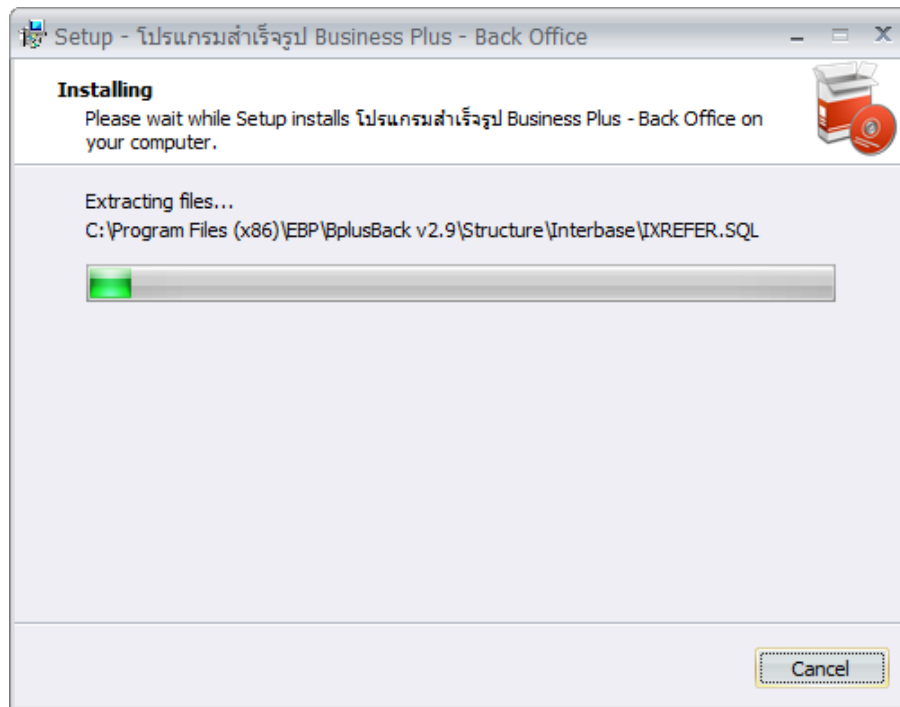 Setup - โปรแกรมสำเร็จรูป Business Plus - Back Office
Installing
Please wait while Setup installs โปรแกรมสำเร็จรูป Business Plus - Back Office on
your computer.
Extracting files...
C:\Program Files (x86)\EBP\BplusBack v2.9\Structure\Interbase\IXREFER.SQL
Cancel